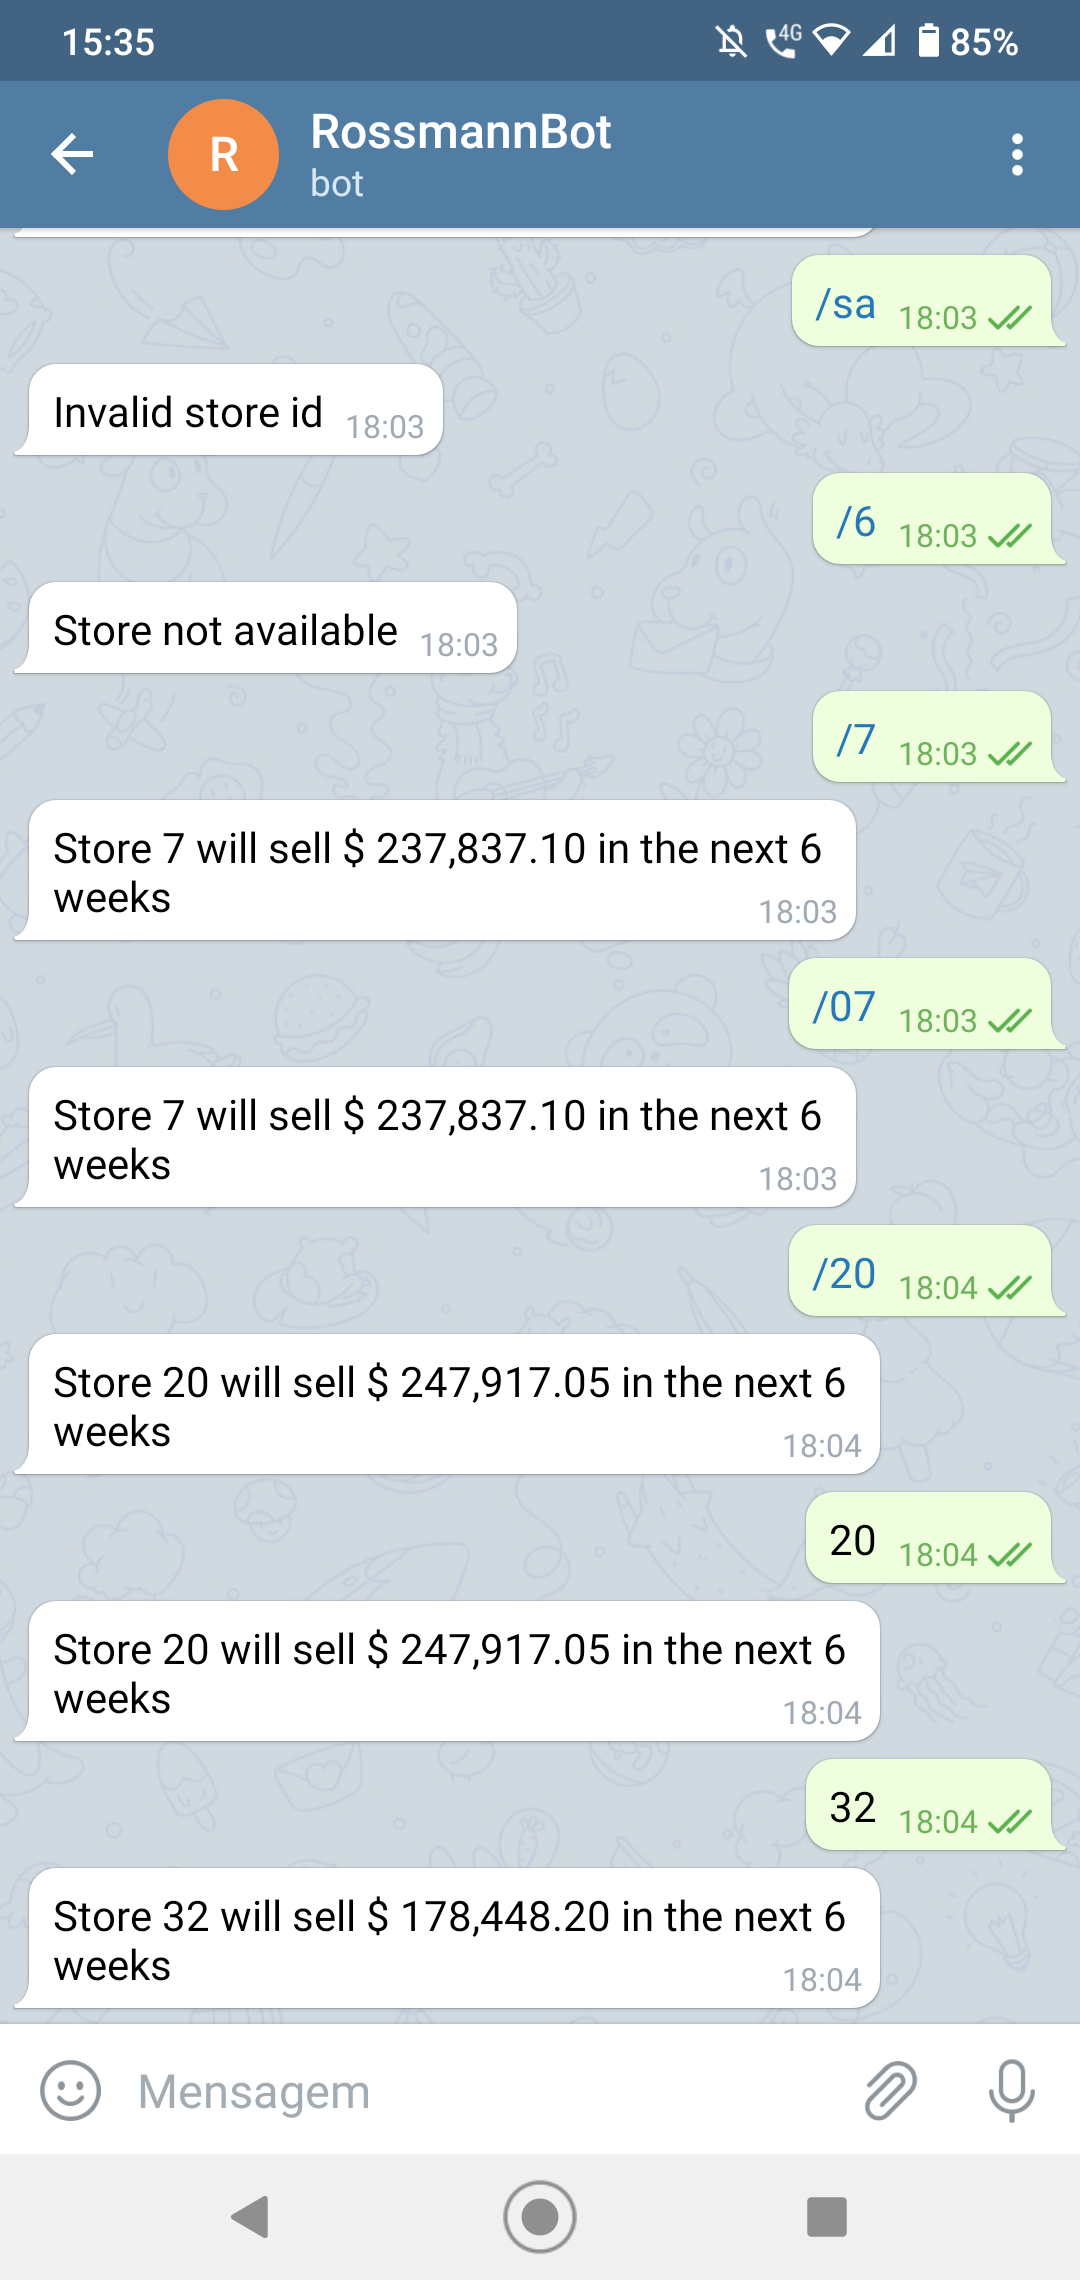 15:35
4G
85%
R
RossmannBot
bot
/sa 18:03
Invalid store id 18:03
/6 18:03
Store not available 18:03
/7 18:03
Store 7 will sell $ 237,837.10 in the next 6
weeks 18:03
/07 18:03
Store 7 will sell $ 237,837.10 in the next 6
weeks 18:03
/20 18:04
Store 20 will sell $ 247,917.05 in the next 6
weeks 18:04
20 18:04
Store 20 will sell $ 247,917.05 in the next 6
weeks 18:04
32 18:04
Store 32 will sell $ 178,448.20 in the next 6
weeks 18:04
Mensagem